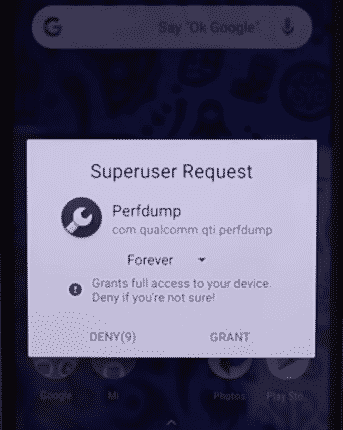 Say "Ok Google"
Superuser Request
Perfdump
com qualcomm qti perfdump
Forever
Grants full access to your device.
Deny if you're not sure!
DENY(9)
GRANT
Google
Mi
Photos
Play Sto..